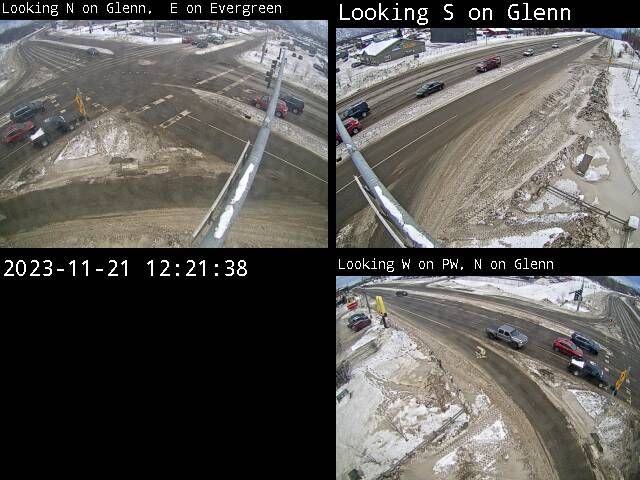 Looking N on Glenn,  E on Evergreen
Looking S on Glenn
2023-11-21 12:21:38
Looking W on PW, N on Glenn